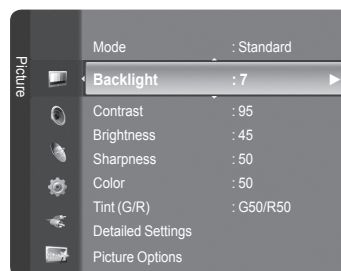 Picture
Mode : Standard
Backlight : 7
Contrast : 95
Brightness : 45
Sharpness : 50
Color : 50
Tint (G/R) : G50/R50
Detailed Settings
Picture Options